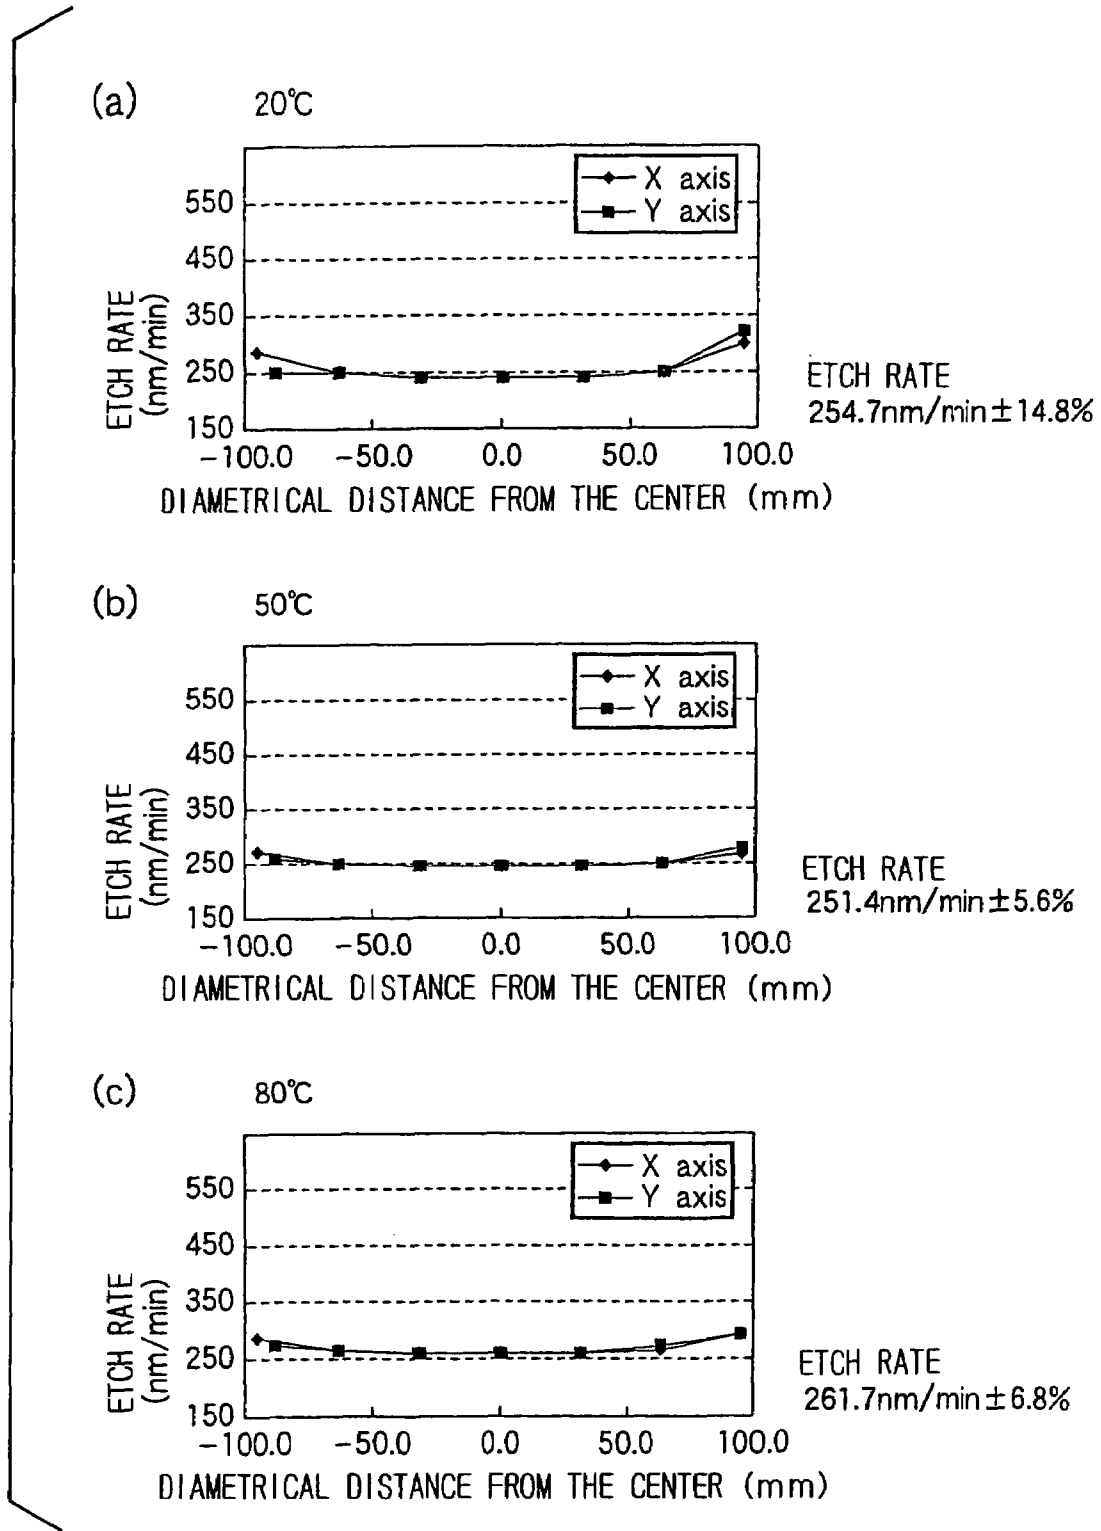 (a) 20℃
X axis
Y axis
550
450
350
250
150
ETCH RATE
(nm/min)
-100.0 -50.0 0.0 50.0 100.0
DIAMETRICAL DISTANCE FROM THE CENTER (mm)
ETCH RATE
254.7nm/min±14.8%
(b) 50℃
X axis
Y axis
550
450
350
250
150
ETCH RATE
(nm/min)
-100.0 -50.0 0.0 50.0 100.0
DIAMETRICAL DISTANCE FROM THE CENTER (mm)
ETCH RATE
251.4nm/min±5.6%
(c) 80℃
X axis
Y axis
550
450
350
250
150
ETCH RATE
(nm/min)
-100.0 -50.0 0.0 50.0 100.0
DIAMETRICAL DISTANCE FROM THE CENTER (mm)
ETCH RATE
261.7nm/min±6.8%